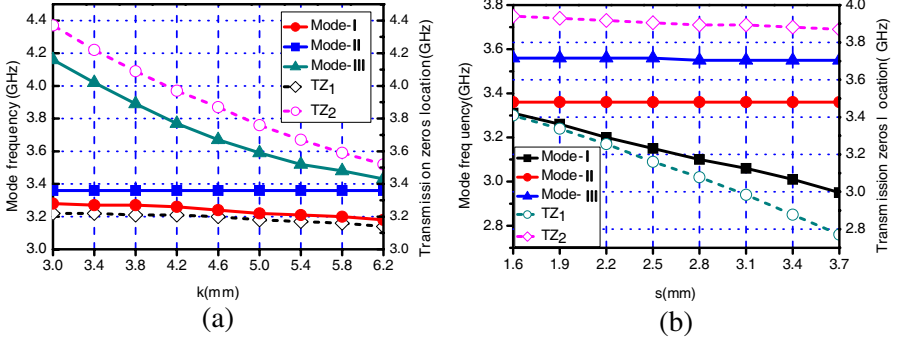 Mode frequency (GHz)
4.4
4.2
4.0
3.8
3.6
3.4
3.2
3.0
Mode-I
Mode-II
Mode-III
TZ1
TZ2
4.4
4.2
4.0
3.8
3.6
3.4
3.2
3.0
Transmission zeros location(GHz)
3.0 3.4 3.8 4.2 4.6 5.0 5.4 5.8 6.2
k(mm)
(a)
Mode freq uency(GHz)
3.8
3.6
3.4
3.2
3.0
2.8
Mode-I
Mode-II
Mode-III
TZ1
TZ2
4.0
3.8
3.6
3.4
3.2
3.0
2.8
Transmission zeros l ocation( GHz)
1.6 1.9 2.2 2.5 2.8 3.1 3.4 3.7
s(mm)
(b)